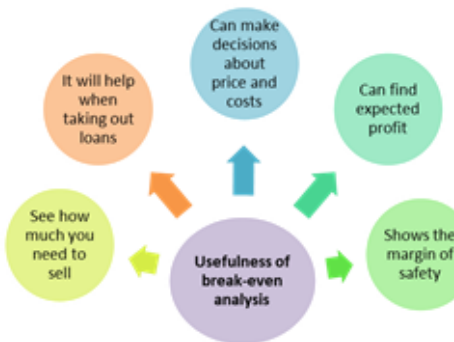 Can make
decisions
about
price and
costs
It will help
when
taking out
loans
Can find
expected
profit
See how
much you
need to
sell
Usefulness of
break-even
analysis
Shows the
margin of
safety